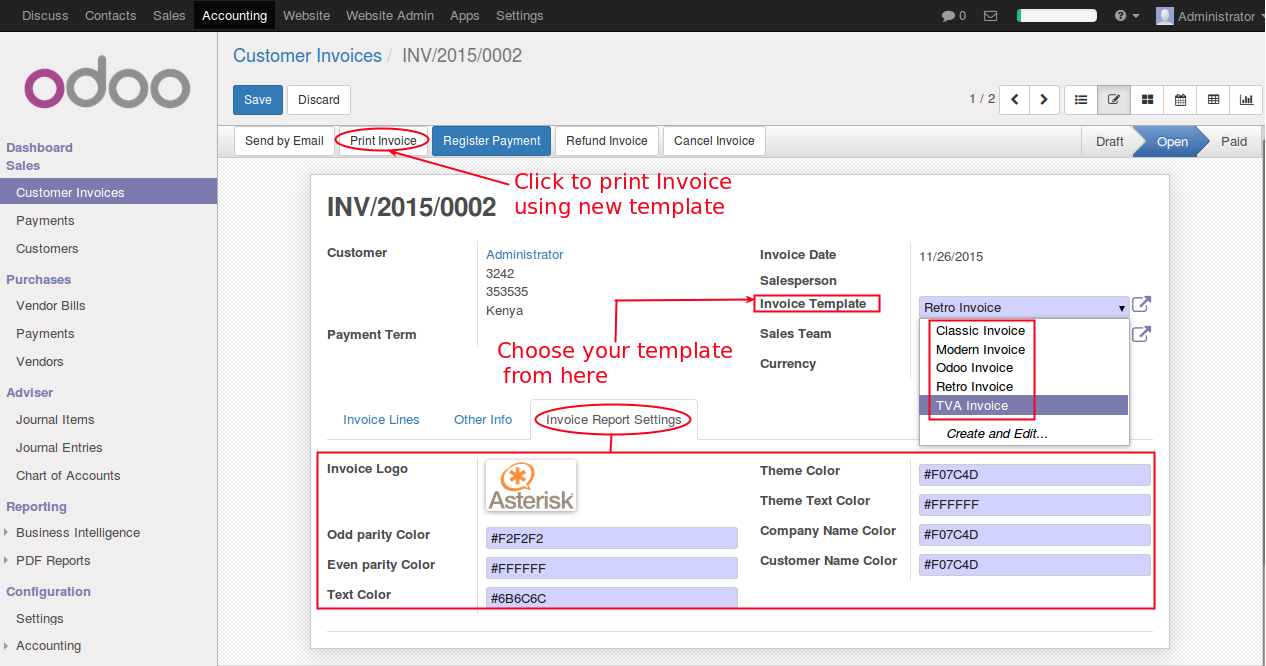 Discuss Contacts Sales Accounting Website Website Admin Apps Settings 0 Administrator
odoo
Customer Invoices / INV/2015/0002
Save Discard
1 / 2
Send by Email Print Invoice Register Payment Refund Invoice Cancel Invoice Draft Open Paid
Dashboard
Sales
Customer Invoices
Payments
Customers
Purchases
Vendor Bills
Payments
Vendors
Adviser
Journal Items
Journal Entries
Chart of Accounts
Reporting
Business Intelligence
PDF Reports
Configuration
Settings
Accounting
Click to print Invoice
using new template
INV/2015/0002
Customer
Administrator
3242
353535
Kenya
Payment Term
Invoice Date 11/26/2015
Salesperson
Invoice Template Retro Invoice
Sales Team
Currency
Classic Invoice
Modern Invoice
Odoo Invoice
Retro Invoice
TVA Invoice
Create and Edit...
Choose your template
from here
Invoice Lines Other Info Invoice Report Settings
Invoice Logo
Asterisk
Odd parity Color #F2F2F2
Even parity Color #FFFFFF
Text Color #6B6C6C
Theme Color #F07C4D
Theme Text Color #FFFFFF
Company Name Color #F07C4D
Customer Name Color #F07C4D